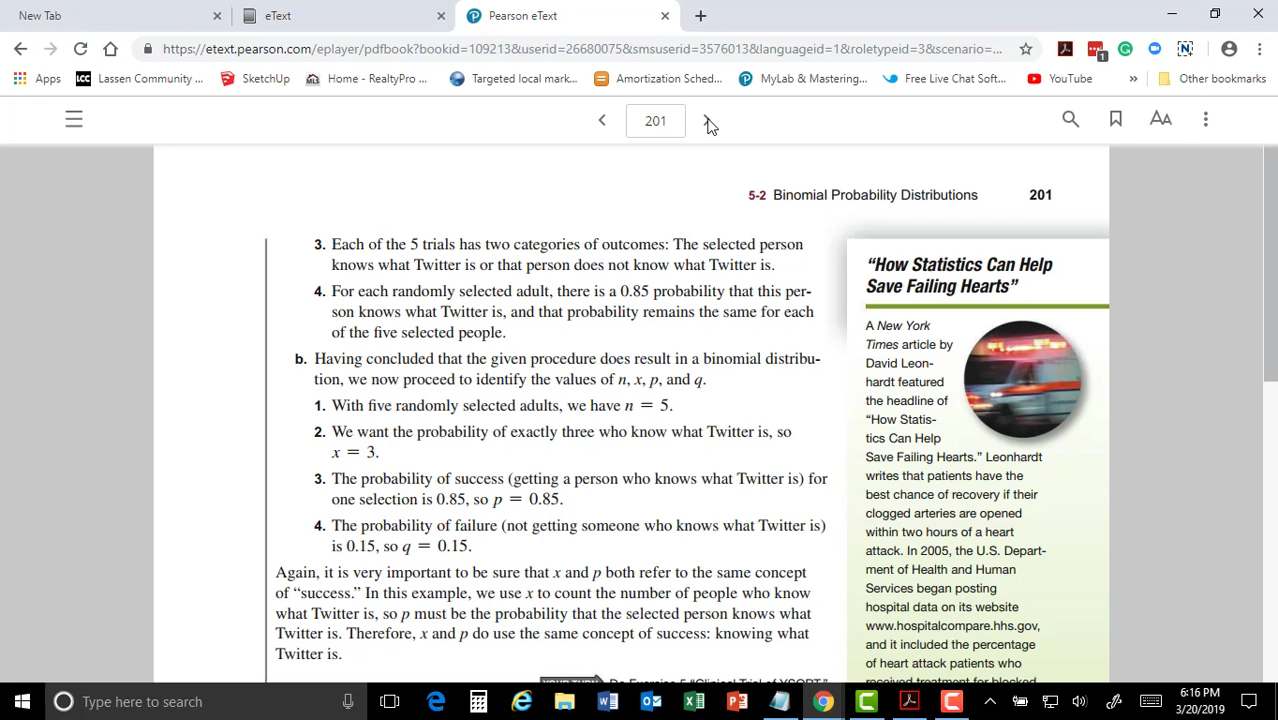 New Tab
eText
Pearson eText
https://etext.pearson.com/eplayer/pdfbook?bookid=109213&userid=26680075&smsuserid=3576013&languageid=1&roletypeid=3&scenario=...
1
Apps
LCC Lassen Community ...
SketchUp
MLS Home - RealtyPro ...
Targeted local mark...
Amortization Sched...
MyLab & Mastering...
Free Live Chat Soft...
YouTube
»
Other bookmarks
201
AA
5-2 Binomial Probability Distributions 201
3. Each of the 5 trials has two categories of outcomes: The selected person
knows what Twitter is or that person does not know what Twitter is.
4. For each randomly selected adult, there is a 0.85 probability that this per-
son knows what Twitter is, and that probability remains the same for each
of the five selected people.
b. Having concluded that the given procedure does result in a binomial distribu-
tion, we now proceed to identify the values of n, x, p, and q.
1. With five randomly selected adults, we have n = 5.
2. We want the probability of exactly three who know what Twitter is, so
x = 3.
3. The probability of success (getting a person who knows what Twitter is) for
one selection is 0.85, so p = 0.85.
4. The probability of failure (not getting someone who knows what Twitter is)
is 0.15, so q = 0.15.
Again, it is very important to be sure that x and p both refer to the same concept
of “success.” In this example, we use x to count the number of people who know
what Twitter is, so p must be the probability that the selected person knows what
Twitter is. Therefore, x and p do use the same concept of success: knowing what
Twitter is.
Do Exercise 5 “Clinical Trial of YSORT.”
“How Statistics Can Help
Save Failing Hearts”
A New York
Times article by
David Leon-
hardt featured
the headline of
“How Statis-
tics Can Help
Save Failing Hearts.” Leonhardt
writes that patients have the
best chance of recovery if their
clogged arteries are opened
within two hours of a heart
attack. In 2005, the U.S. Depart-
ment of Health and Human
Services began posting
hospital data on its website
www.hospitalcompare.hhs.gov,
and it included the percentage
of heart attack patients who
received treatment for blocked
Type here to search
6:16 PM
3/20/2019